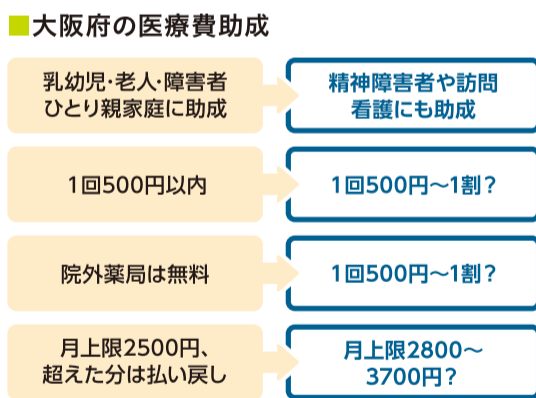 ■大阪府の医療費助成
乳幼児・老人・障害者
ひとり親家庭に助成
精神障害者や訪問
看護にも助成
1回500円以内
1回500円〜1割？
院外薬局は無料
1回500円〜1割？
月上限2500円、
超えた分は払い戻し
月上限2800〜
3700円？